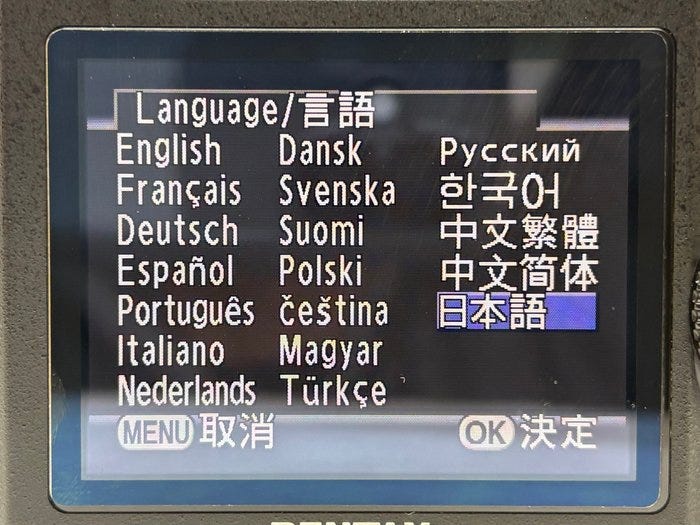 Language/言語
English Dansk Русский
Français Svenska 한국어
Deutsch Suomi 中文繁體
Español Polski 中文简体
Português čeština 日本語
Italiano Magyar
Nederlands Türkçe
MENU 取消 OK 決定